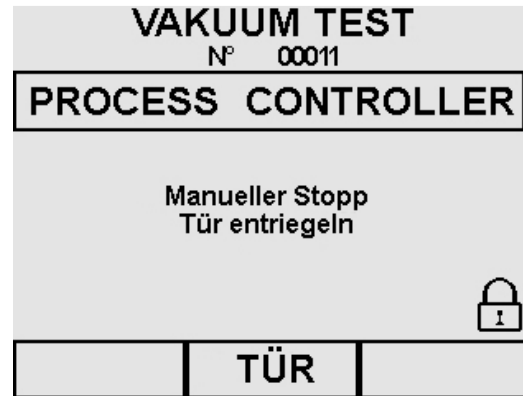 VAKUUM TEST
N° 00011
PROCESS CONTROLLER
Manueller Stopp
Tür entriegeln
TÜR